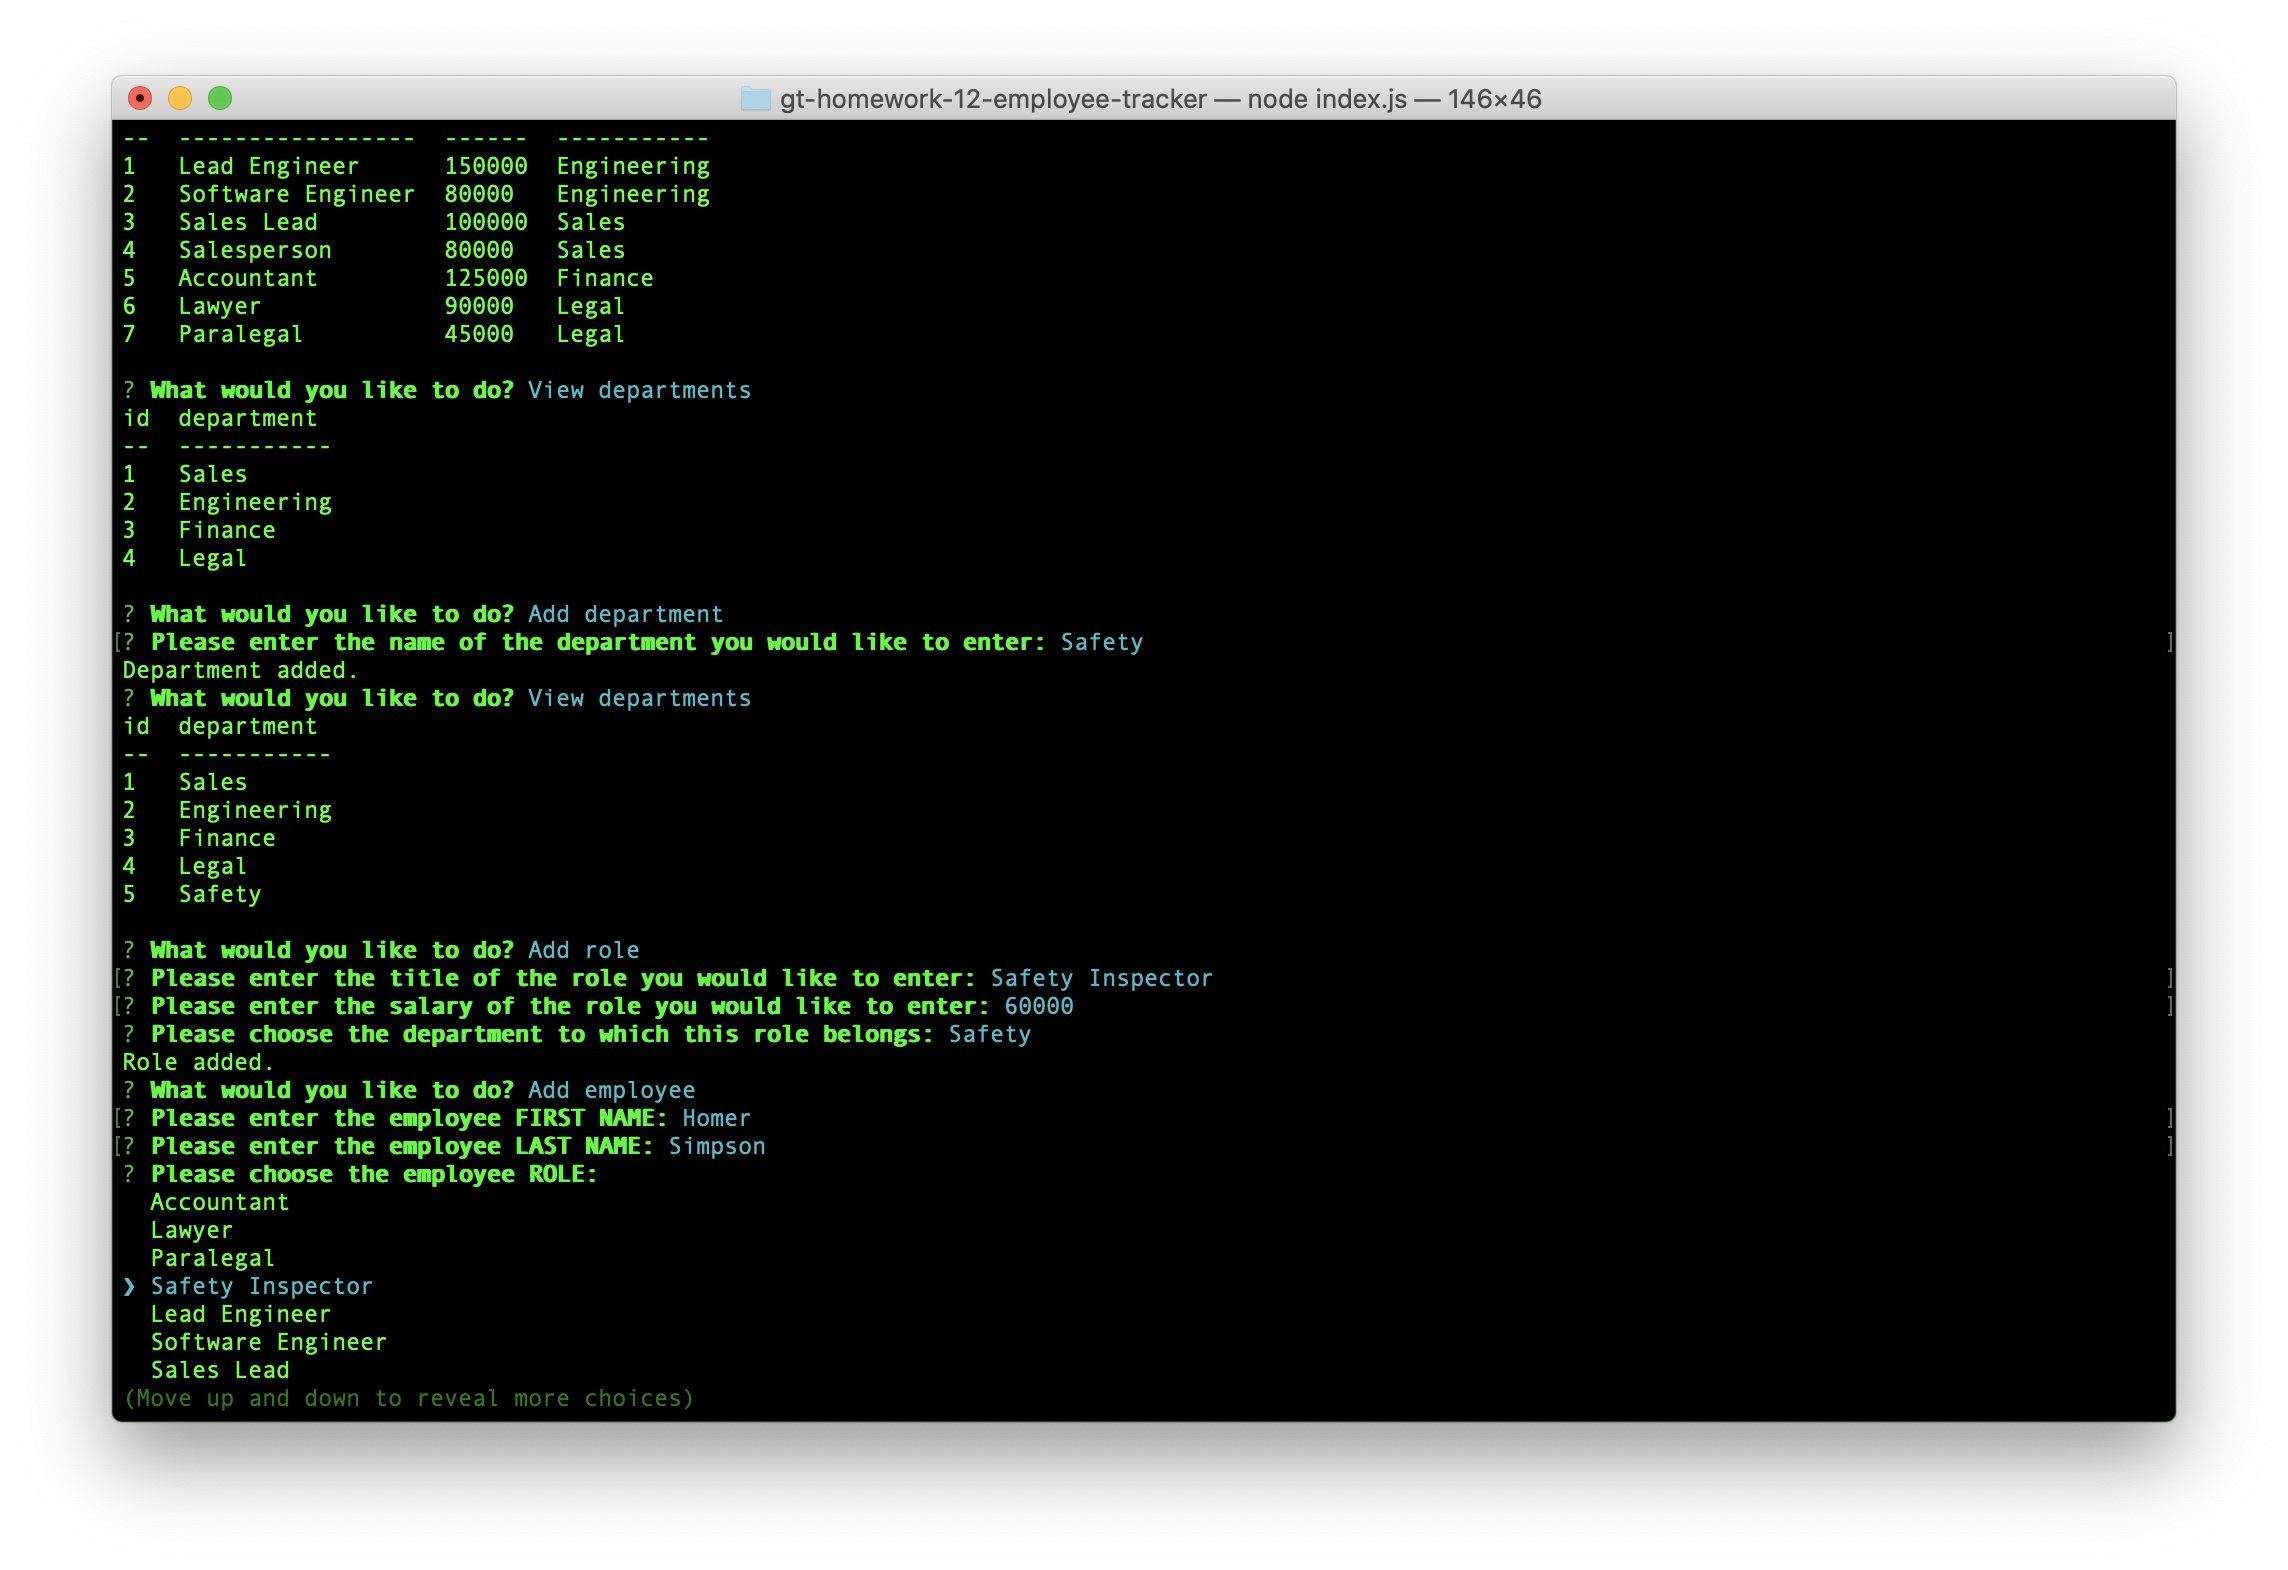 gt-homework-12-employee-tracker — node index.js — 146×46
--  -----------------  ------  -----------
1   Lead Engineer      150000  Engineering
2   Software Engineer  80000   Engineering
3   Sales Lead         100000  Sales
4   Salesperson        80000   Sales
5   Accountant         125000  Finance
6   Lawyer             90000   Legal
7   Paralegal          45000   Legal
? What would you like to do? View departments
id  department
--  -----------
1   Sales
2   Engineering
3   Finance
4   Legal
? What would you like to do? Add department
[? Please enter the name of the department you would like to enter: Safety ]
Department added.
? What would you like to do? View departments
id  department
--  -----------
1   Sales
2   Engineering
3   Finance
4   Legal
5   Safety
? What would you like to do? Add role
[? Please enter the title of the role you would like to enter: Safety Inspector ]
[? Please enter the salary of the role you would like to enter: 60000 ]
? Please choose the department to which this role belongs: Safety
Role added.
? What would you like to do? Add employee
[? Please enter the employee FIRST NAME: Homer ]
[? Please enter the employee LAST NAME: Simpson ]
? Please choose the employee ROLE:
  Accountant
  Lawyer
  Paralegal
❯ Safety Inspector
  Lead Engineer
  Software Engineer
  Sales Lead
(Move up and down to reveal more choices)